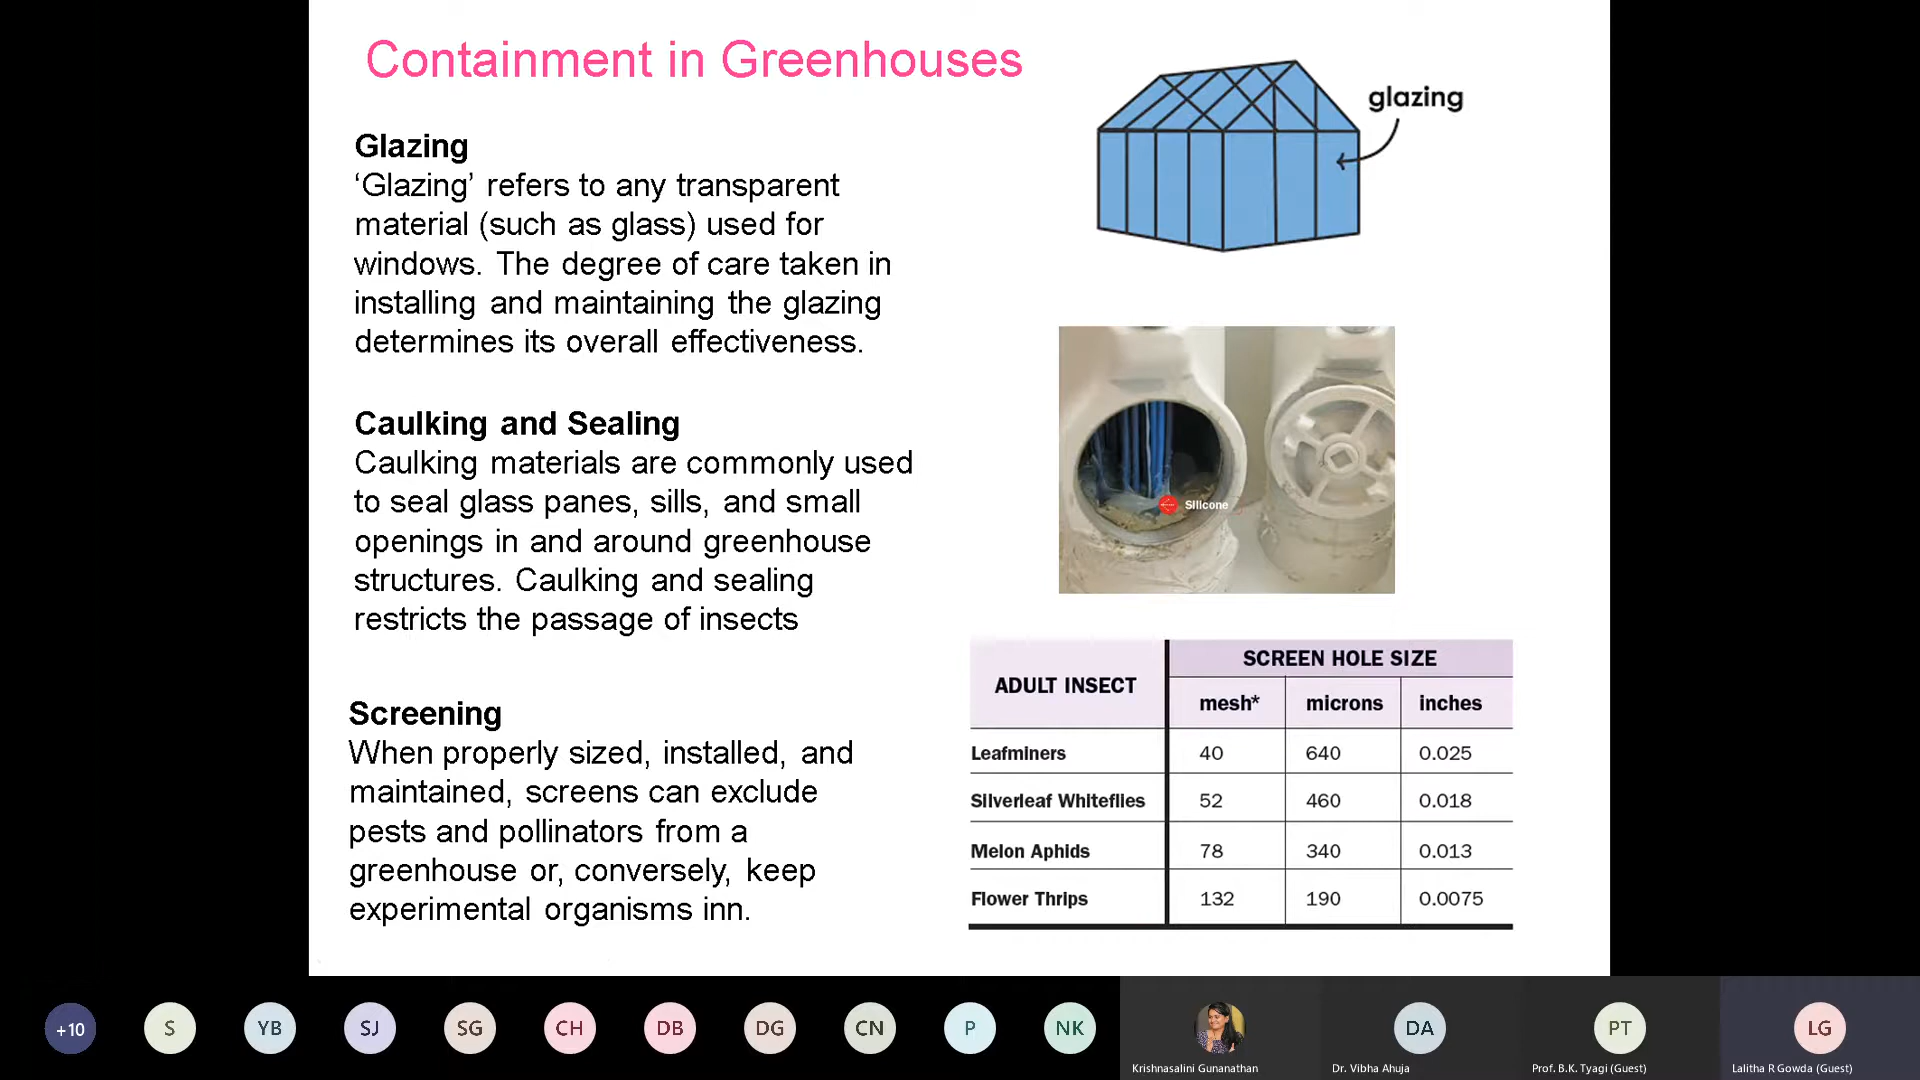 Containment in Greenhouses
glazing
Glazing
‘Glazing’ refers to any transparent
material (such as glass) used for
windows. The degree of care taken in
installing and maintaining the glazing
determines its overall effectiveness.
Caulking and Sealing
Caulking materials are commonly used
to seal glass panes, sills, and small
openings in and around greenhouse
structures. Caulking and sealing
restricts the passage of insects
Silicone
Screening
When properly sized, installed, and
maintained, screens can exclude
pests and pollinators from a
greenhouse or, conversely, keep
experimental organisms inn.
ADULT INSECT
SCREEN HOLE SIZE
mesh* microns inches
Leafminers 40 640 0.025
Silverleaf Whiteflies 52 460 0.018
Melon Aphids 78 340 0.013
Flower Thrips 132 190 0.0075
+10 S YB SJ SG CH DB DG CN P NK DA PT LG
Krishnasalini Gunanathan Dr. Vibha Ahuja Prof. B.K. Tyagi (Guest) Lalitha R Gowda (Guest)